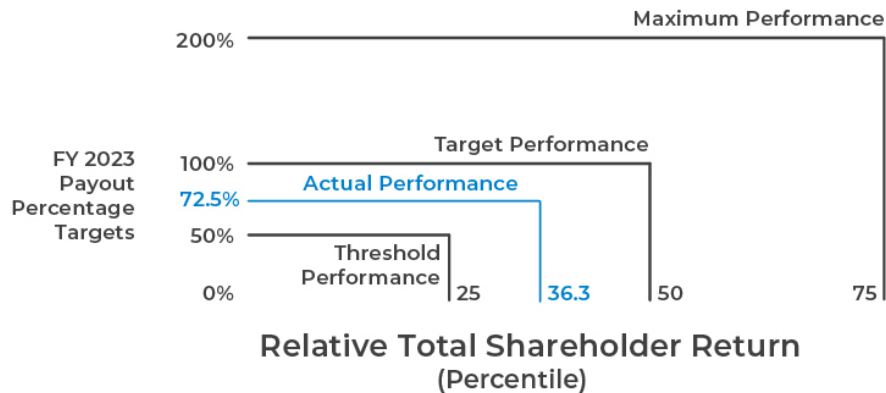 Maximum Performance
200%
Target Performance
FY 2023
Payout
Percentage
Targets
100%
Actual Performance
72.5%
50%
Threshold
Performance
0%
25
36.3
50
75
Relative Total Shareholder Return
(Percentile)